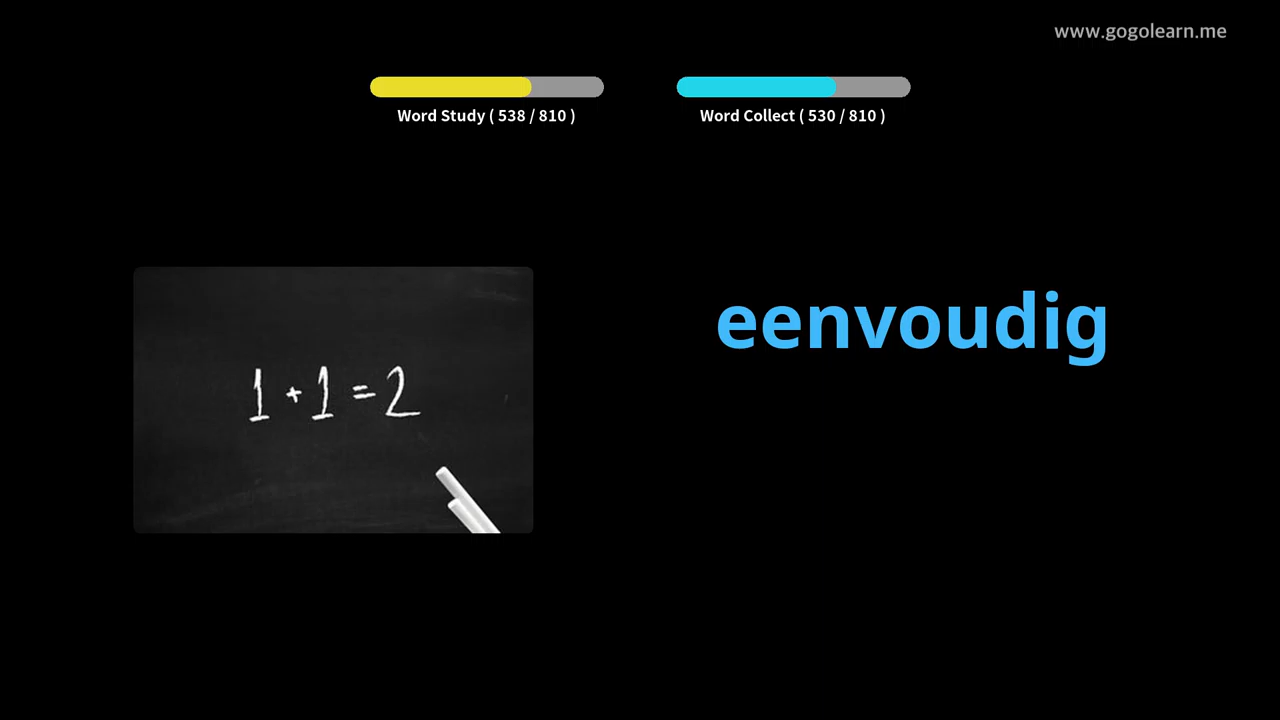 www.gogolearn.me
Word Study ( 538 / 810 )
Word Collect ( 530 / 810 )
eenvoudig
1 + 1 = 2